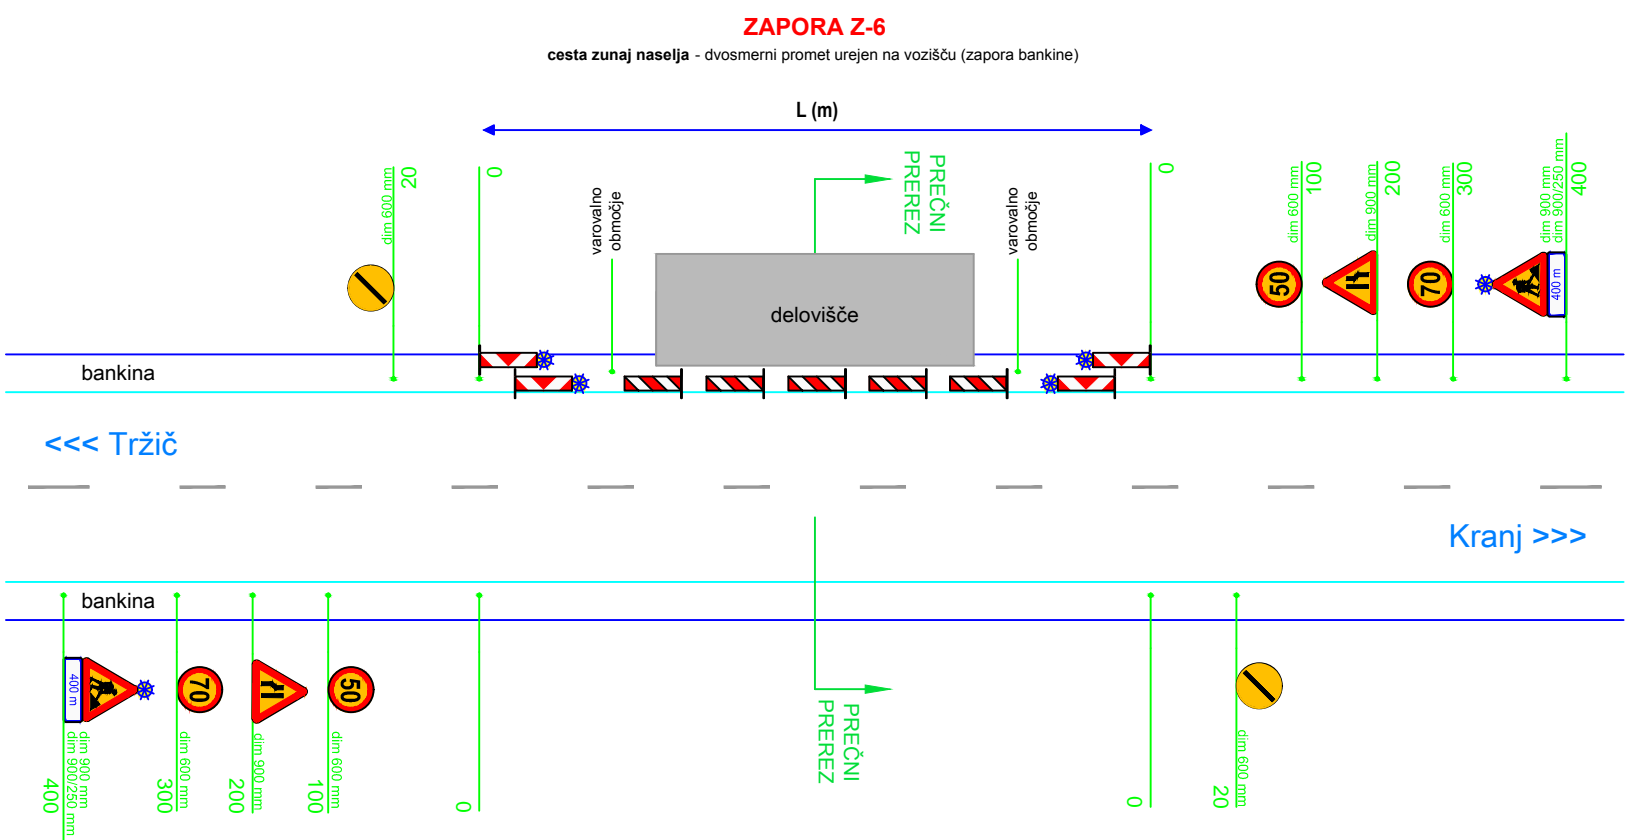 ZAPORA Z-6
cesta zunaj naselja - dvosmerni promet urejen na vozišču (zapora bankine)
L (m)
dim 600 mm
20
0
varovalno
območje
PREČNI
PREREZ
varovalno
območje
0
dim 600 mm
100
dim 900 mm
200
dim 600 mm
300
dim 900 mm
dim 900/250 mm
400
50
70
400 m
delovišče
bankina
<<< Tržič
Kranj >>>
bankina
400 m
70
50
dim 900 mm
dim 900/250 mm
400
dim 600 mm
300
dim 900 mm
200
dim 600 mm
100
0
PREČNI
PREREZ
0
dim 600 mm
20